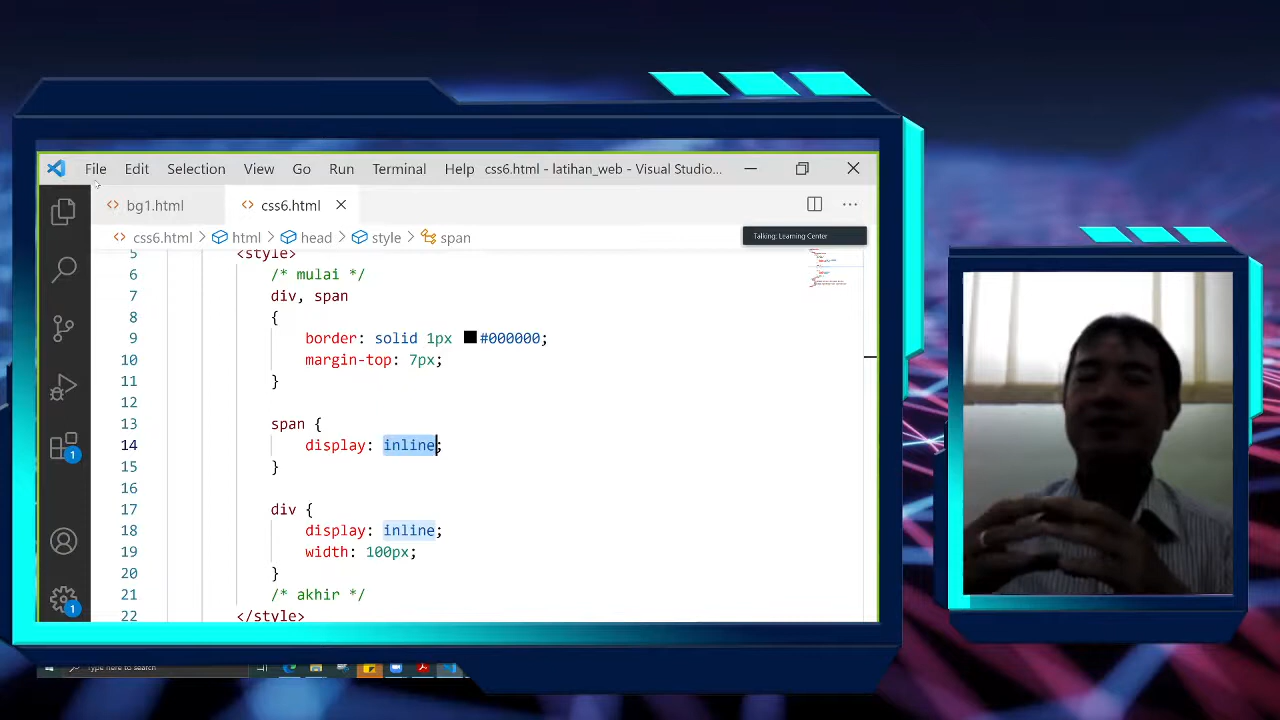 File Edit Selection View Go Run Terminal Help css6.html - latihan_web - Visual Studio...
bg1.html css6.html
css6.html > html > head > style > span
Talking: Learning Center
5 <style>
6 /* mulai */
7 div, span
8 {
9 border: solid 1px #000000;
10 margin-top: 7px;
11 }
12
13 span {
14 display: inline;
15 }
16
17 div {
18 display: inline;
19 width: 100px;
20 }
21 /* akhir */
22 </style>
1
1
Type here to search